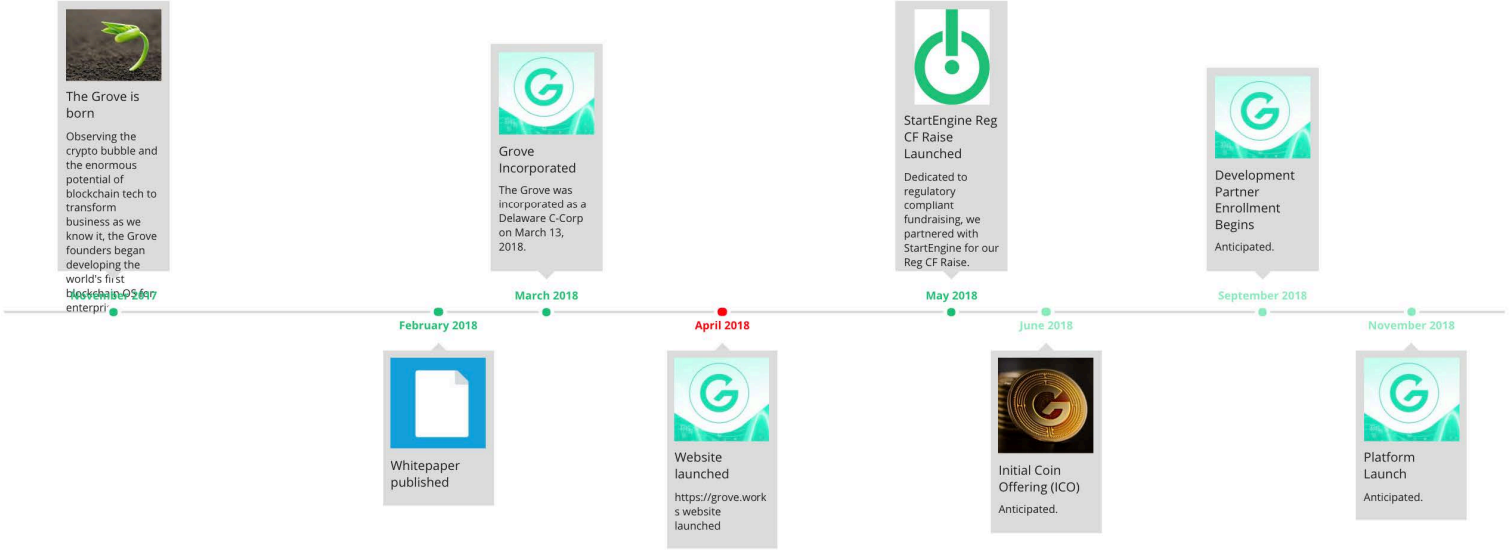 The Grove is
born
Observing the
crypto bubble and
the enormous
potential of
blockchain tech to
transform
business as we
know it, the Grove
founders began
developing the
world's first
blockchain OS for
November 2017
February 2018
Whitepaper
published
Grove
Incorporated
The Grove was
incorporated as a
Delaware C-Corp
on March 13,
2018.
March 2018
April 2018
Website
launched
https://grove.work
s website
launched
StartEngine Reg
CF Raise
Launched
Dedicated to
regulatory
compliant
fundraising, we
partnered with
StartEngine for our
Reg CF Raise.
May 2018
June 2018
Initial Coin
Offering (ICO)
Anticipated.
Development
Partner
Enrollment
Begins
Anticipated.
September 2018
November 2018
Platform
Launch
Anticipated.